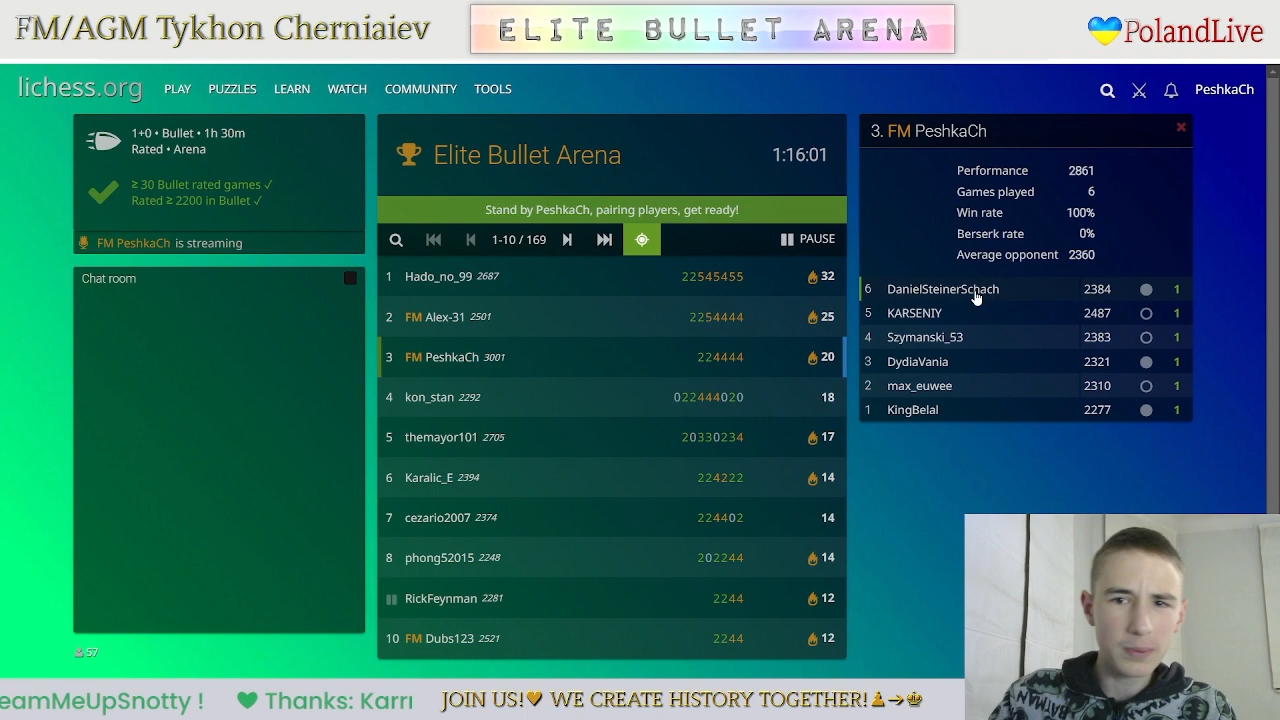 FM/AGM Tykhon Cherniaiev
ELITE BULLET ARENA
PolandLive
lichess.org
PLAY PUZZLES LEARN WATCH COMMUNITY TOOLS
PeshkaCh
1+0 • Bullet • 1h 30m
Rated • Arena
≥ 30 Bullet rated games ✓
Rated ≥ 2200 in Bullet ✓
FM PeshkaCh is streaming
Chat room
57
Elite Bullet Arena 1:16:01
Stand by PeshkaCh, pairing players, get ready!
1-10 / 169 PAUSE
1 Hado_no_99 2687 22545455 32
2 FM Alex-31 2501 2254444 25
3 FM PeshkaCh 3001 224444 20
4 kon_stan 2292 022444020 18
5 themayor101 2705 20330234 17
6 Karalic_E 2394 224222 14
7 cezario2007 2374 224402 14
8 phong52015 2248 202244 14
RickFeynman 2281 2244 12
10 FM Dubs123 2521 2244 12
3. FM PeshkaCh
Performance 2861
Games played 6
Win rate 100%
Berserk rate 0%
Average opponent 2360
6 DanielSteinerSchach 2384 1
5 KARSENIY 2487 1
4 Szymanski_53 2383 1
3 DydiaVania 2321 1
2 max_euwee 2310 1
1 KingBelal 2277 1
BATMAN
eamMeUpSnotty ! Thanks: Karri
JOIN US!🧡 WE CREATE HISTORY TOGETHER!♟→♚